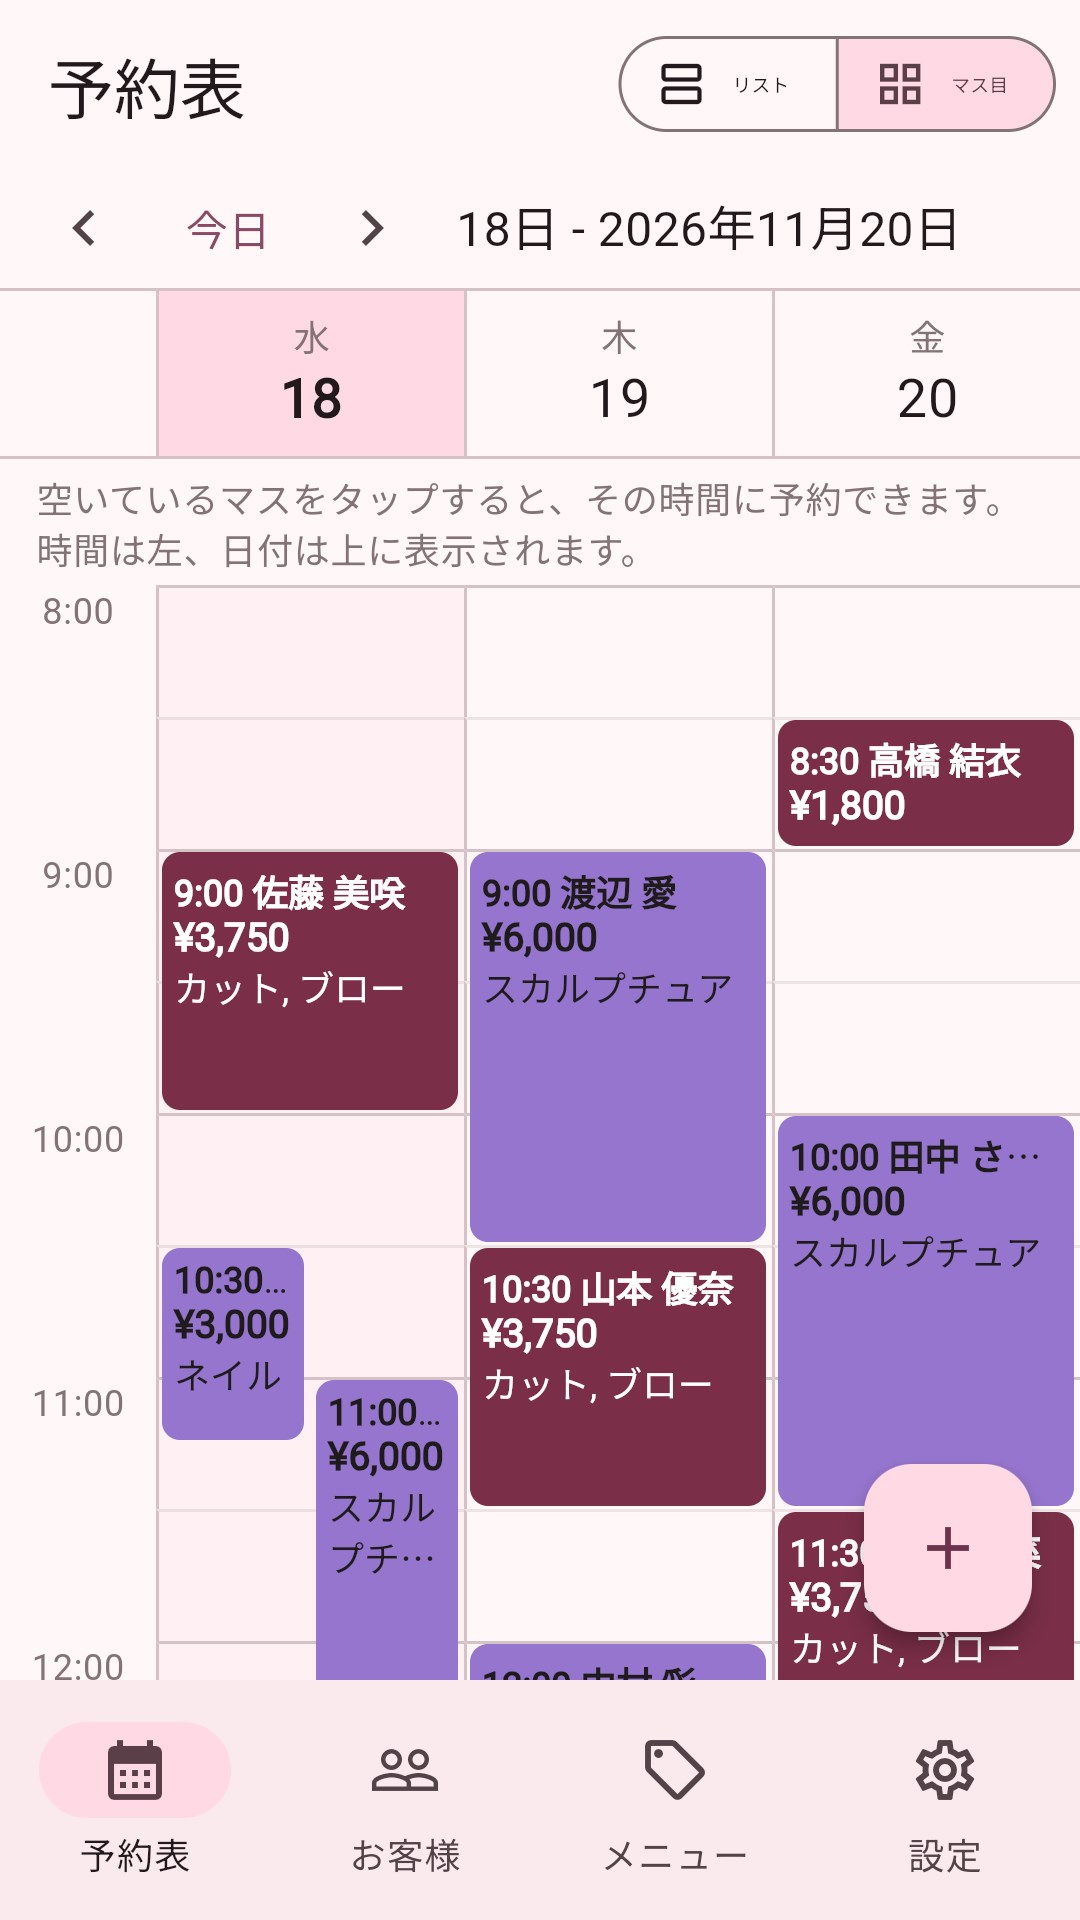 予約表
リスト
マス目
今日
18日 - 2026年11月20日
水
18
木
19
金
20
空いているマスをタップすると、その時間に予約できます。
時間は左、日付は上に表示されます。
8:00
8:30 高橋 結衣
¥1,800
9:00
9:00 佐藤 美咲
¥3,750
カット, ブロー
9:00 渡辺 愛
¥6,000
スカルプチュア
10:00
10:00 田中 さ…
¥6,000
スカルプチュア
10:30...
¥3,000
ネイル
10:30 山本 優奈
¥3,750
カット, ブロー
11:00
11:00...
¥6,000
スカル
プチ…
カット, ブロー
12:00
12:00 中村 彩
予約表
お客様
メニュー
設定